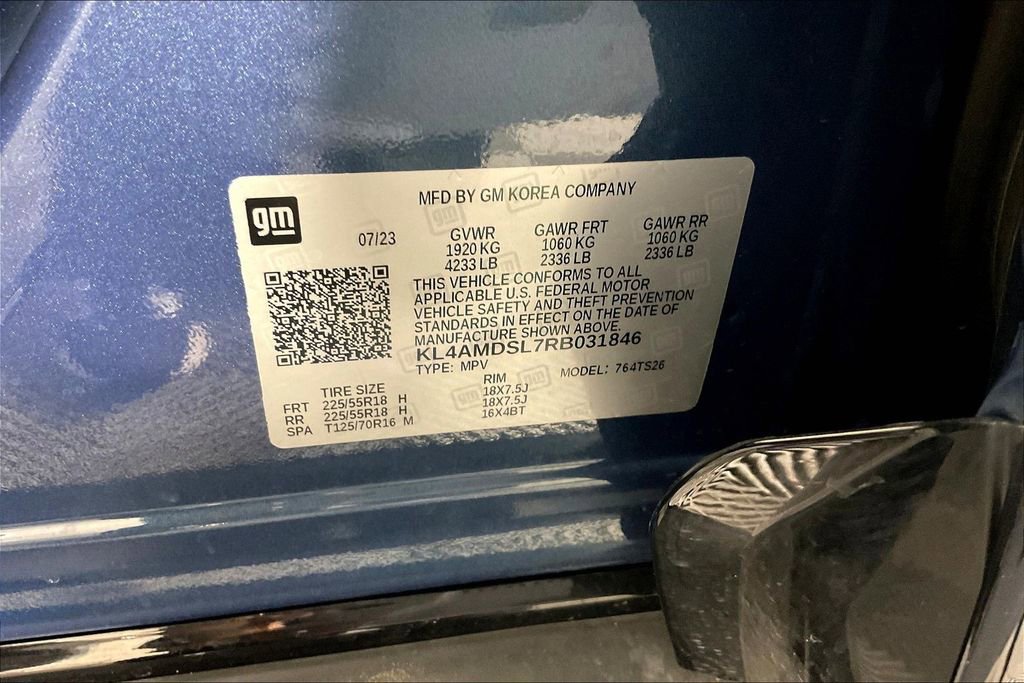 MFD BY GM KOREA COMPANY
gm
07/23
GVWR GAWR FRT GAWR RR
1920 KG 1060 KG 1060 KG
4233 LB 2336 LB 2336 LB
THIS VEHICLE CONFORMS TO ALL
APPLICABLE U.S. FEDERAL MOTOR
VEHICLE SAFETY AND THEFT PREVENTION
STANDARDS IN EFFECT ON THE DATE OF
MANUFACTURE SHOWN ABOVE.
KL4AMDSL7RB031846
TYPE: MPV MODEL: 764TS26
TIRE SIZE RIM
FRT 225/55R18 H 18X7.5J
RR 225/55R18 H 18X7.5J
SPA T125/70R16 M 16X4BT